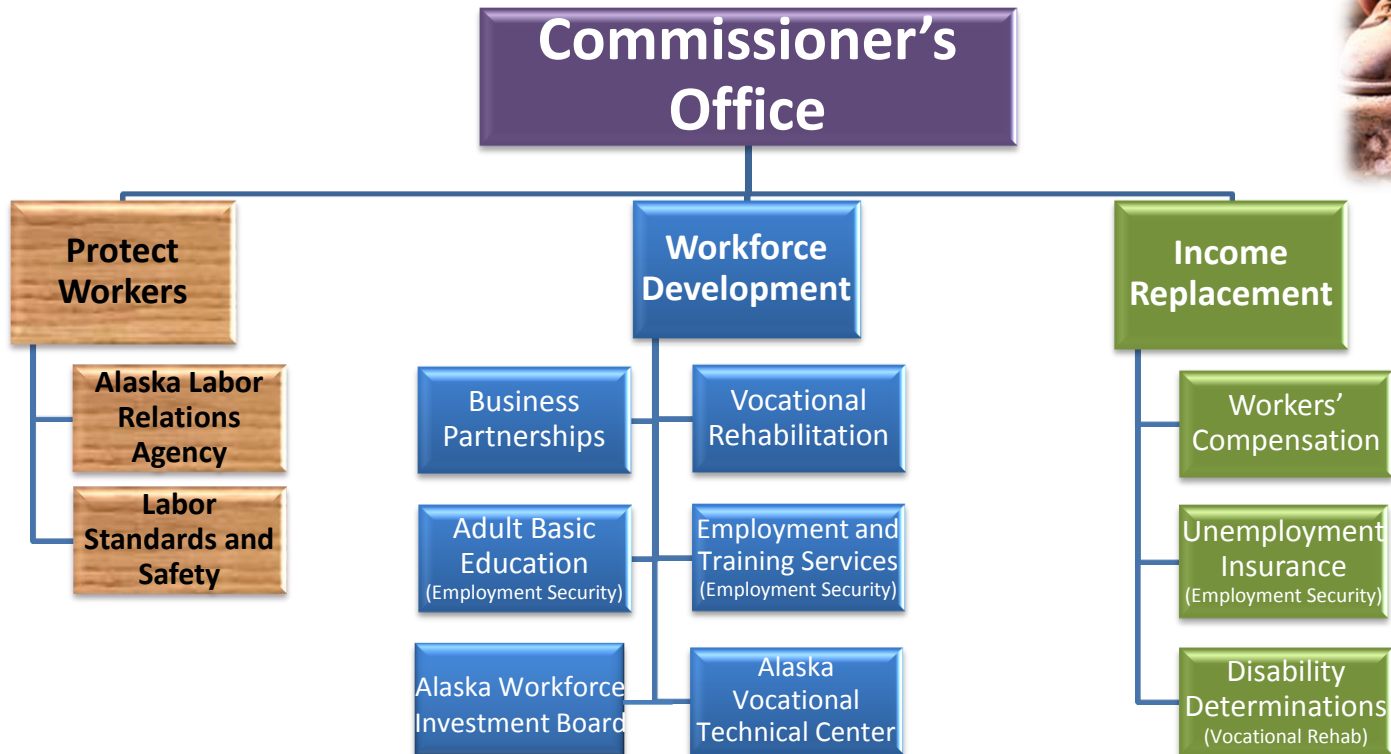 Commissioner’s
Office
Protect
Workers
Alaska Labor
Relations
Agency
Labor
Standards and
Safety
Workforce
Development
Business
Partnerships
Vocational
Rehabilitation
Adult Basic
Education
(Employment Security)
Employment and
Training Services
(Employment Security)
Alaska Workforce
Investment Board
Alaska
Vocational
Technical Center
Income
Replacement
Workers’
Compensation
Unemployment
Insurance
(Employment Security)
Disability
Determinations
(Vocational Rehab)